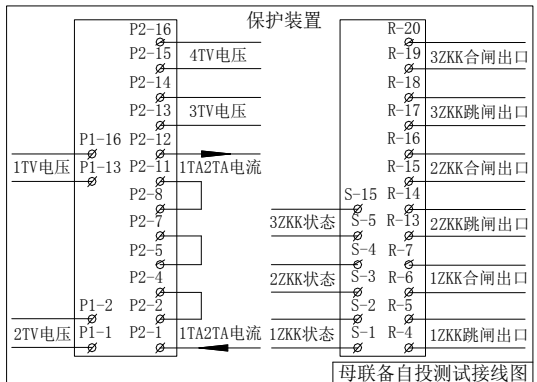 保护装置
P2-16 R-20
P2-15 4TV电压 R-19 3ZKK合闸出口
P2-14 R-18
P2-13 3TV电压 R-17 3ZKK跳闸出口
P1-16 P2-12 R-16
1TV电压 P1-13 P2-11 1TA2TA电流 R-15 2ZKK合闸出口
P2-8 S-15 R-14
P2-7 3ZKK状态 S-5 R-13 2ZKK跳闸出口
P2-5 S-4 R-7
P2-4 2ZKK状态 S-3 R-6 1ZKK合闸出口
P1-2 P2-2 S-2 R-5
2TV电压 P1-1 P2-1 1TA2TA电流 1ZKK状态 S-1 R-4 1ZKK跳闸出口
母联备自投测试接线图